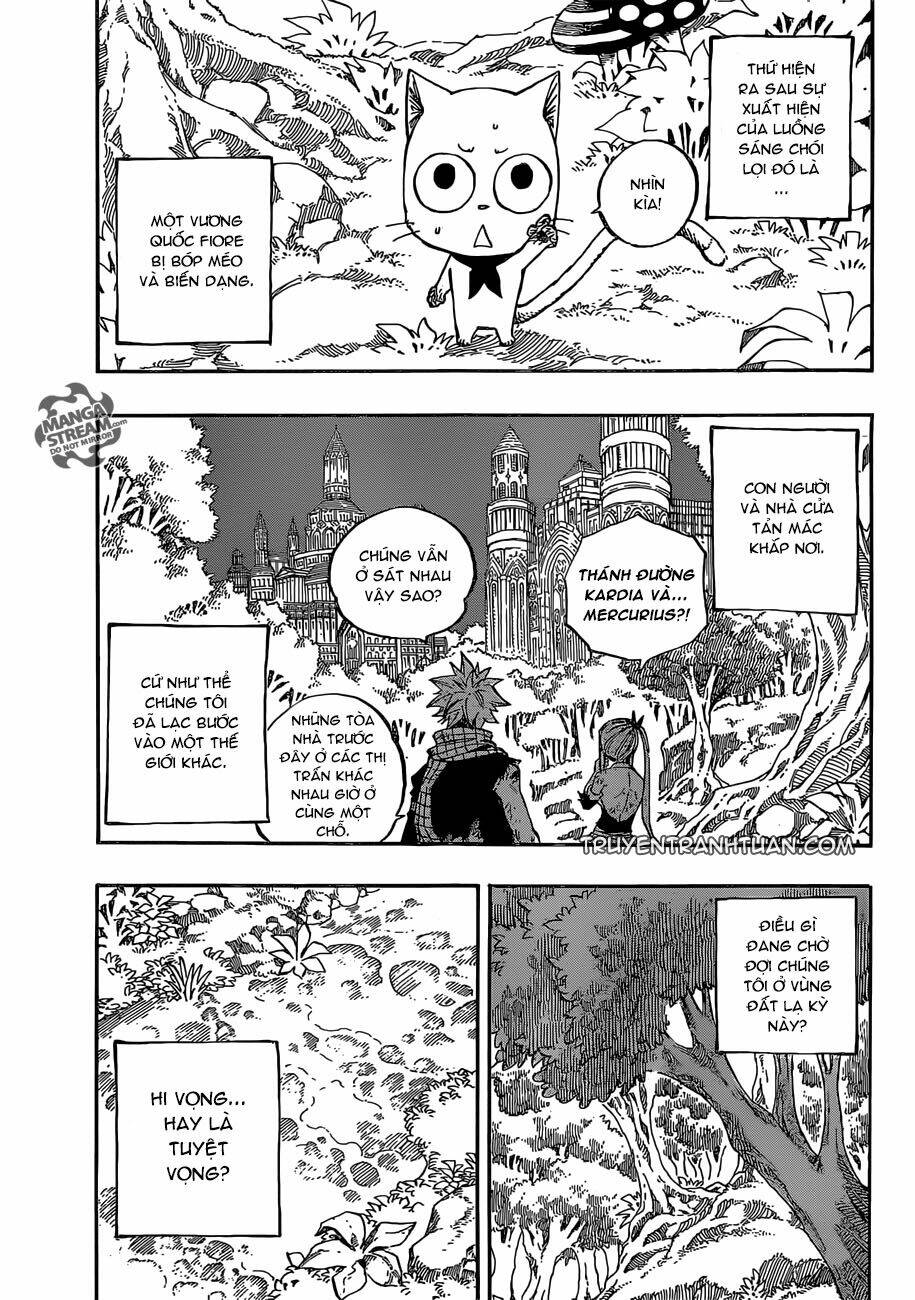 THỨ HIỆN
RA SAU SỰ
XUẤT HIỆN
CỦA LUỒNG
SÁNG CHÓI
LỌI ĐÓ LÀ
...
NHÌN
KÌA!
MỘT VƯƠNG
QUỐC FIORE
BỊ BÓP MÉO
VÀ BIẾN DẠNG.
MANGA
STREAM.com
DO NOT MIRROR
CON NGƯỜI
VÀ NHÀ CỬA
TẢN MÁC
KHẮP NƠI.
THÁNH ĐƯỜNG
KARDIA VÀ...
MERCURIUS?!
CHÚNG VẪN
Ở SÁT NHAU
VẬY SAO?
NHŨNG TÒA
NHÀ TRƯỚC
ĐÂY Ở CÁC THỊ
TRẤN KHÁC
NHAU GIỜ Ở
CÙNG MỘT
CHỖ.
CỨ NHƯ THỂ
CHÚNG TÔI
ĐÃ LẠC BƯỚC
VÀO MỘT THẾ
GIỚI KHÁC.
TRUYENTRANHTUAN.COM
ĐIỀU GÌ
ĐANG CHỜ
ĐỢI CHÚNG
TÔI Ở VÙNG
ĐẤT LẠ KỲ
NÀY?
HI VỌNG...
HAY LÀ
TUYỆT
VỌNG?